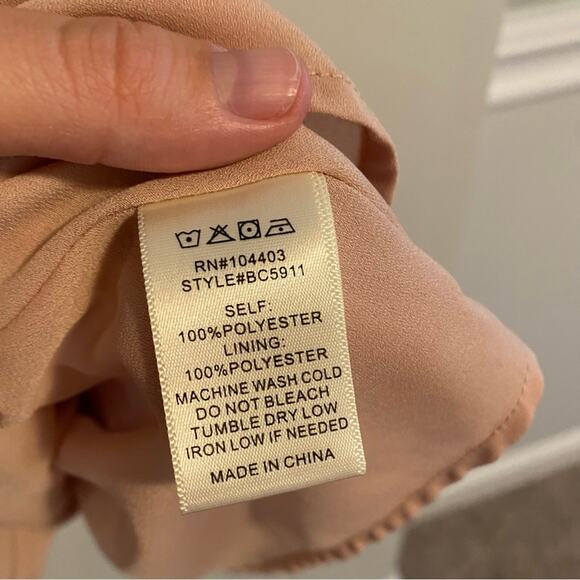 RN#104403
STYLE#BC5911
SELF:
100%POLYESTER
LINING:
100%POLYESTER
MACHINE WASH COLD
DO NOT BLEACH
TUMBLE DRY LOW
IRON LOW IF NEEDED
MADE IN CHINA